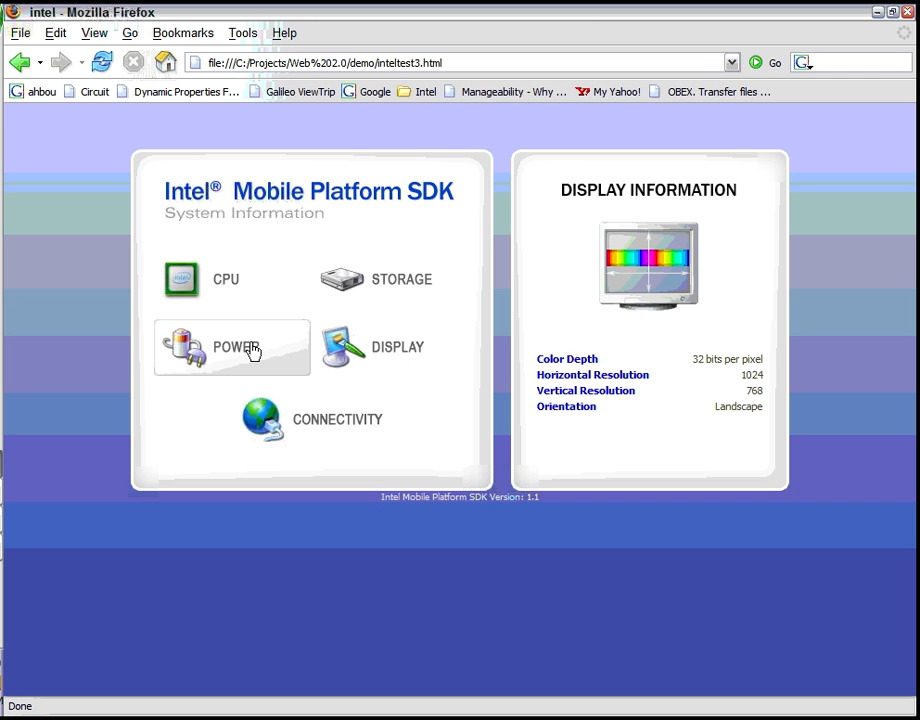 intel - Mozilla Firefox
File Edit View Go Bookmarks Tools Help
file:///C:/Projects/Web%202.0/demo/inteltest3.html Go G
G ahbou Circuit Dynamic Properties F... Galileo ViewTrip G Google Intel Manageability - Why ... Y! My Yahoo! OBEX. Transfer files ...
Intel® Mobile Platform SDK
System Information
CPU STORAGE
POWER DISPLAY
CONNECTIVITY
DISPLAY INFORMATION
Color Depth 32 bits per pixel
Horizontal Resolution 1024
Vertical Resolution 768
Orientation Landscape
Intel Mobile Platform SDK Version: 1.1
Done